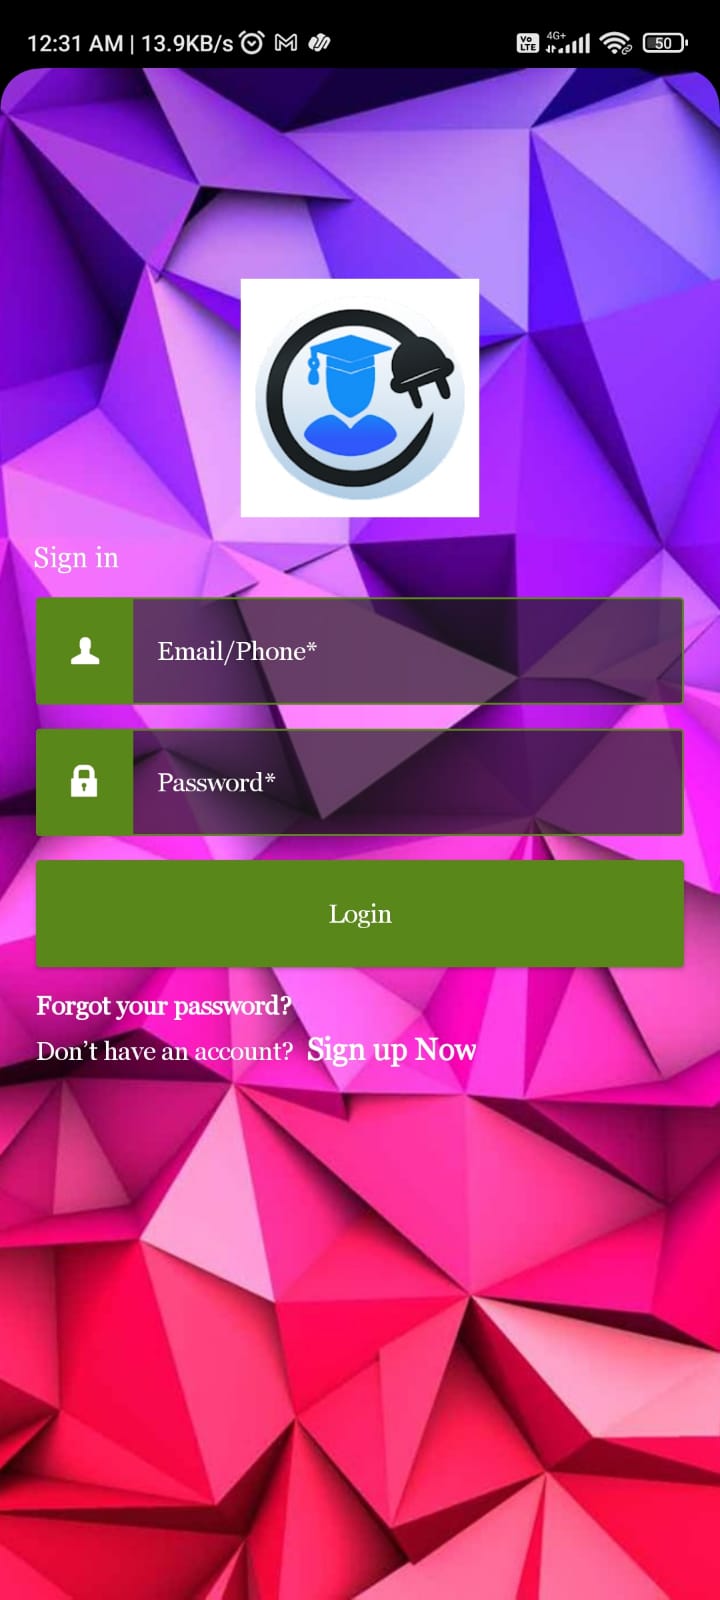 12:31 AM | 13.9KB/s Vo LTE 4G+ 50
Sign in
Email/Phone*
Password*
Login
Forgot your password?
Don’t have an account? Sign up Now